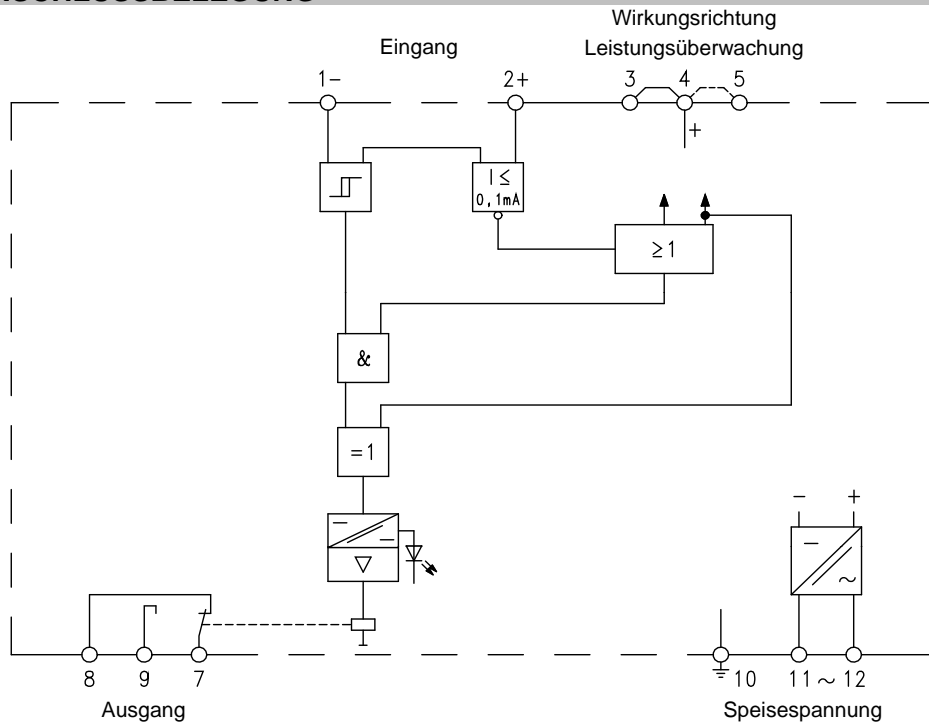 Wirkungsrichtung
Eingang Leistungsüberwachung
1− 2+ 3 4 5
+
I ≤
0,1mA
≥1
&
=1
− +
−
−
−
~
8 9 7 10 11 ~ 12
Ausgang Speisespannung